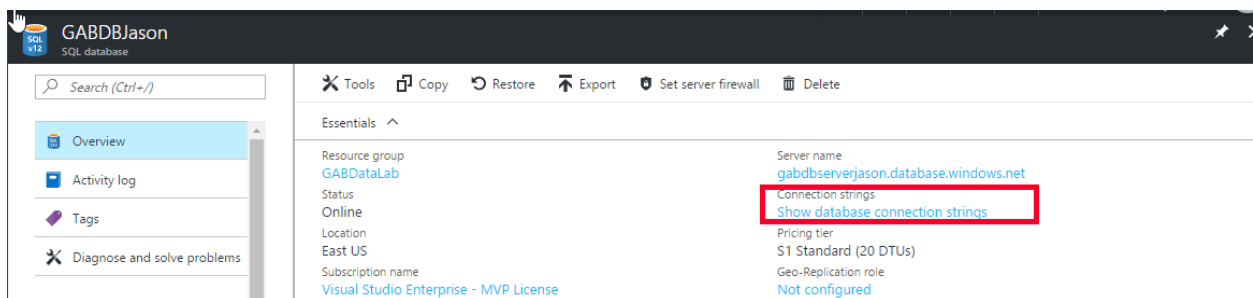 GABDBJason
SQL database
SQL
v12
Search (Ctrl+/)
Tools Copy Restore Export Set server firewall Delete
Essentials
Overview
Activity log
Tags
Diagnose and solve problems
Resource group
GABDataLab
Status
Online
Location
East US
Subscription name
Visual Studio Enterprise - MVP License
Server name
gabdbserverjason.database.windows.net
Connection strings
Show database connection strings
Pricing tier
S1 Standard (20 DTUs)
Geo-Replication role
Not configured